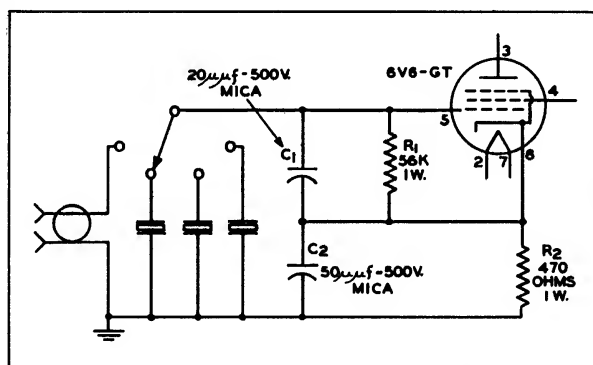 20µµf-500V.
MICA
6V6-GT
3
4
5
C1
R1
56K
1W.
2
7
6
8
C2
50µµf-500V.
MICA
R2
470
OHMS
1W.